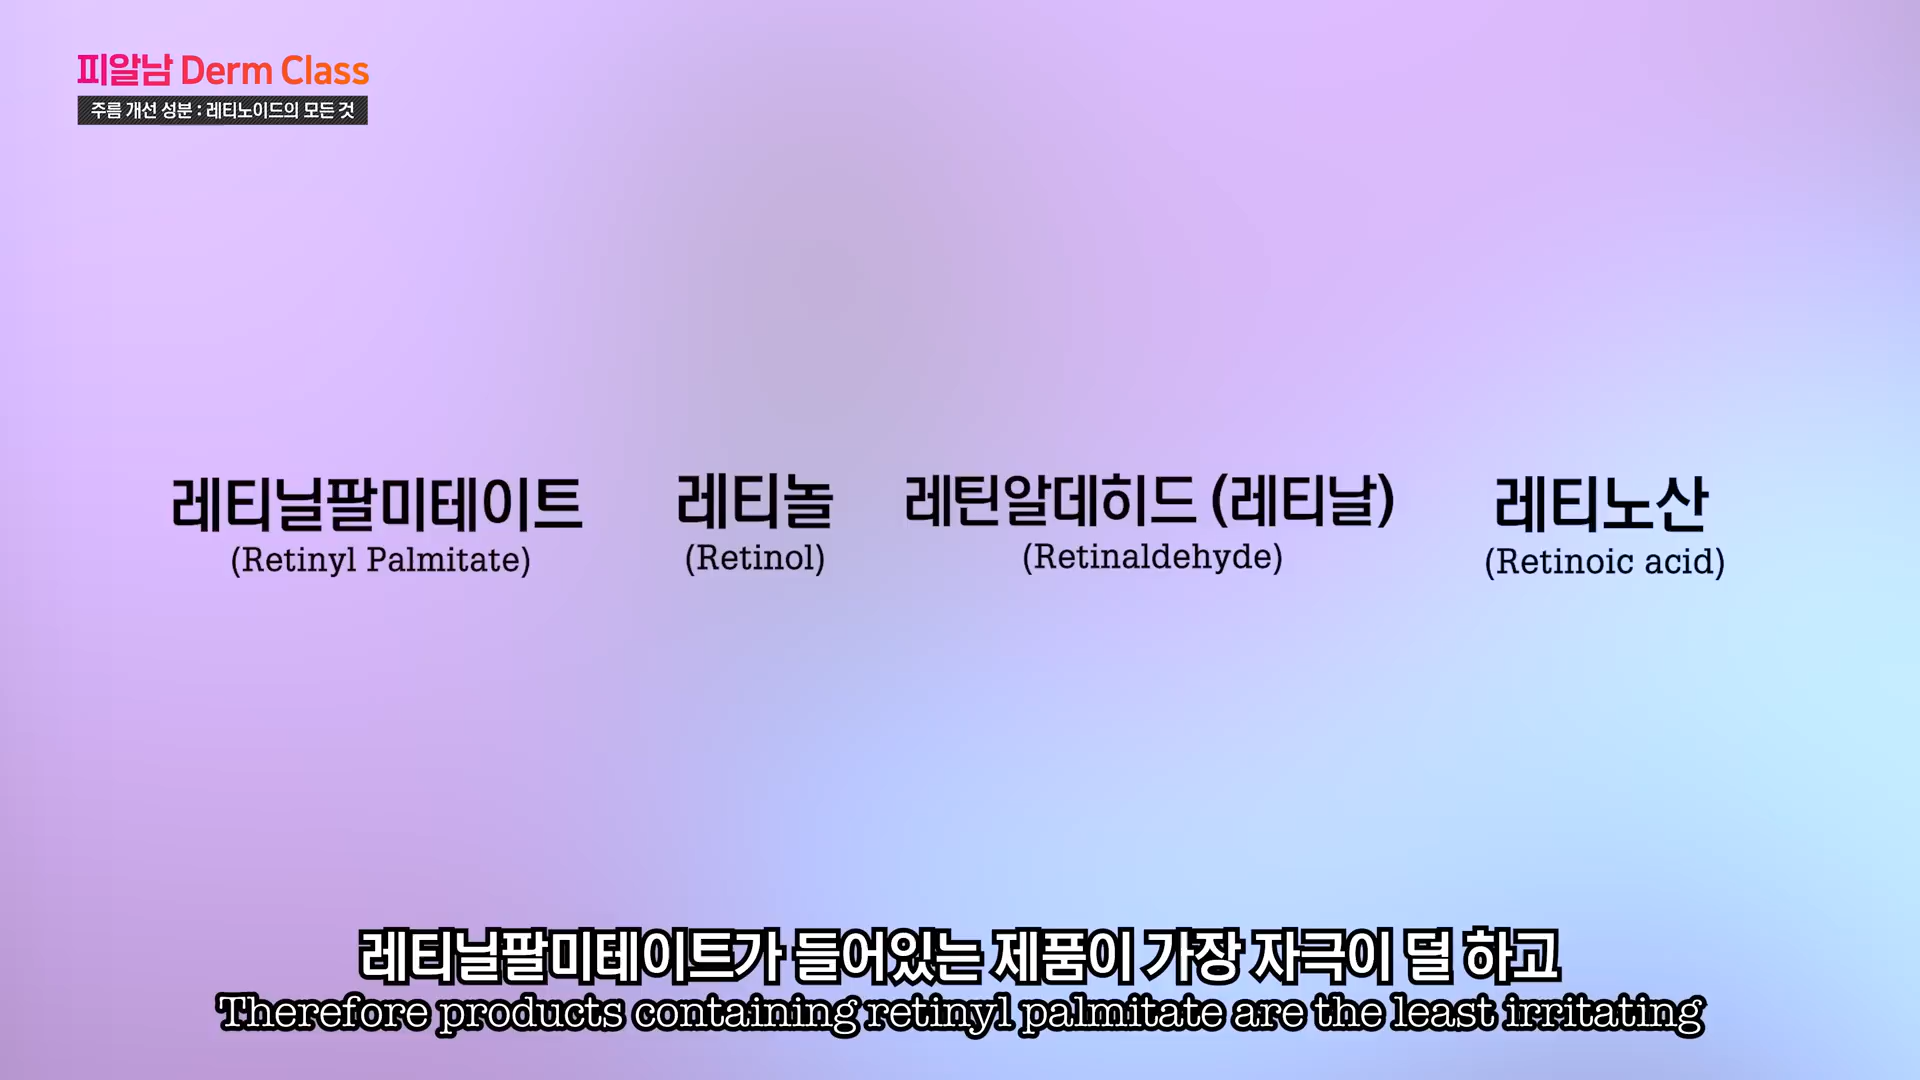 피알남 Derm Class
주름 개선 성분 : 레티노이드의 모든 것
레티닐팔미테이트
(Retinyl Palmitate)
레티놀
(Retinol)
레틴알데히드 (레티날)
(Retinaldehyde)
레티노산
(Retinoic acid)
레티닐팔미테이트가 들어있는 제품이 가장 자극이 덜 하고
Therefore products containing retinyl palmitate are the least irritating